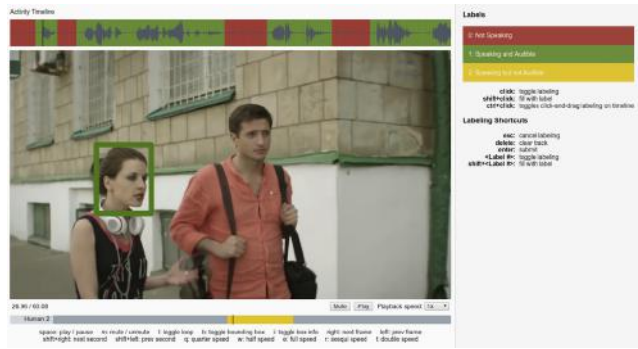 Activity Timeline
26.95 / 60.08
Mute Play Playback speed: 1x
Human 2
space: play / pause m: mute / unmute l: toggle loop b: toggle bounding box i: toggle box info right: next frame left: prev frame
shift+right: next second shift+left: prev second q: quarter speed w: half speed e: full speed r: sesqui speed t: double speed
Labels
0: Not Speaking
1: Speaking and Audible
2: Speaking but not Audible
click: toggle labeling
shift+click: fill with label
ctrl+click: toggles click-and-drag labeling on timeline
Labeling Shortcuts
esc: cancel labeling
delete: clear track
enter: submit
<Label #>: toggle labeling
shift+<Label #>: fill with label